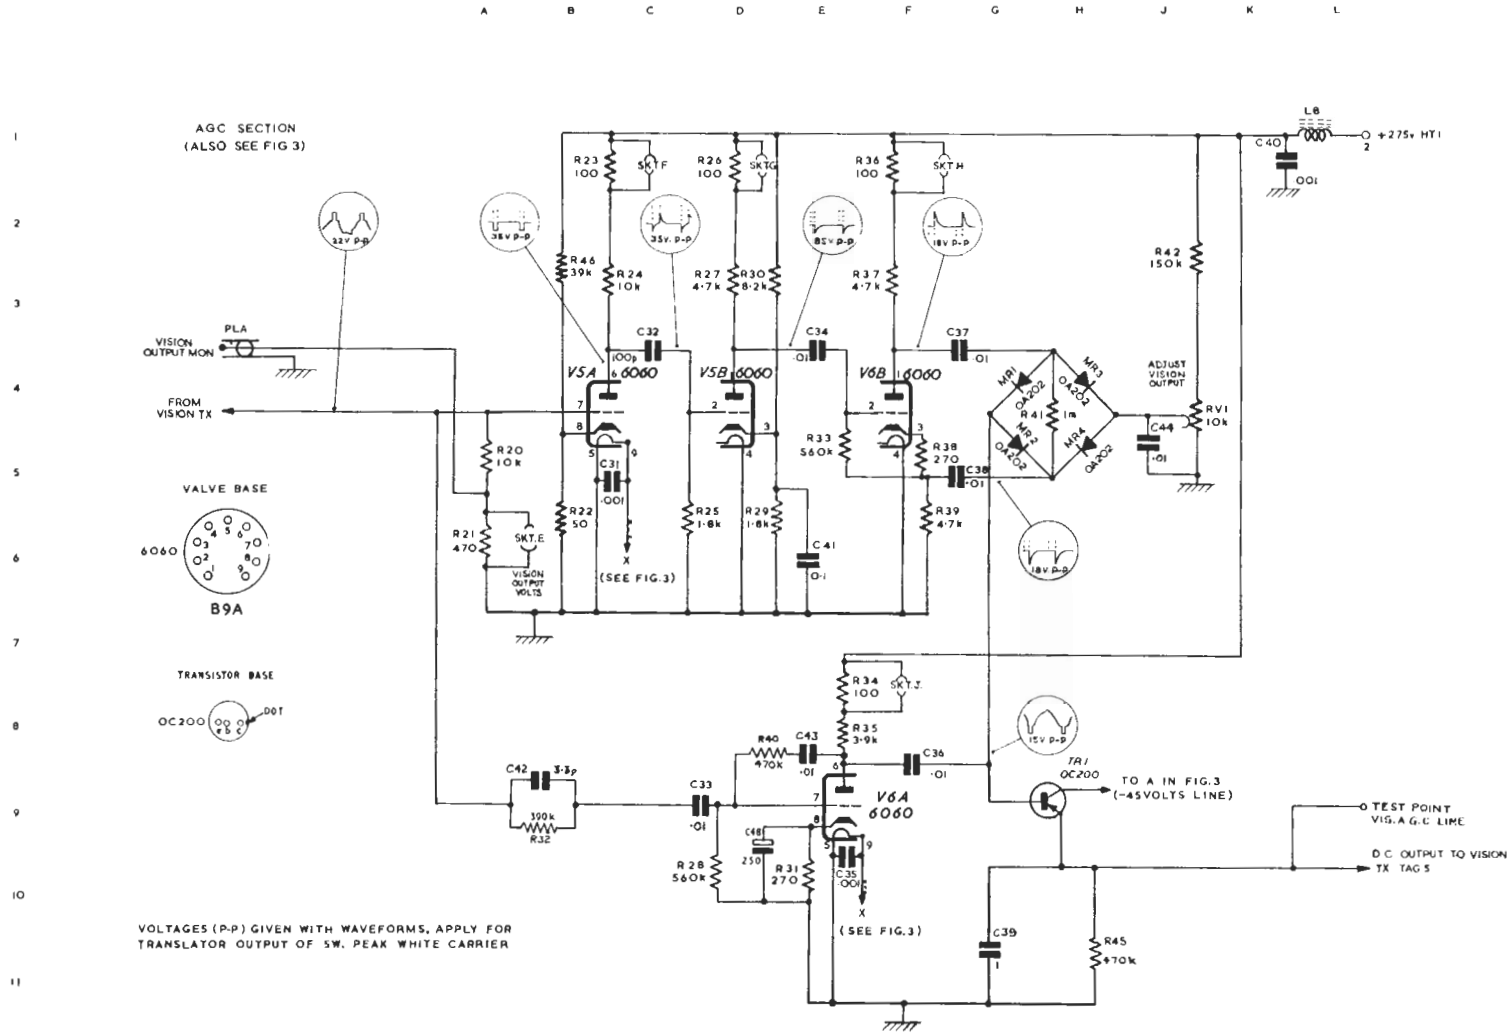 A B C D E F G H J K L
1
2
3
4
5
6
7
8
9
10
11
AGC SECTION
(ALSO SEE FIG 3)
L8
+275v HT1
2
C40
.001
R23
100
SKT.F
R26
100
SKT.G
R36
100
SKT.H
22V P-P
35V. P-P
85V P-P
18V P-P
R46
39k
R24
10k
R27
4.7k
R30
8.2k
R37
4.7k
R42
150k
PLA
VISION
OUTPUT MON
C32
100p
C34
.01
C37
.01
ADJUST
VISION
OUTPUT
V5A 6 6060
V5B 1 6060
V6B 1 6060
MR1
OA202
MR3
OA202
R41 1m
MR2
OA202
MR4
OA202
RV1
10k
C44
.01
FROM
VISION TX
7
8
5
9
2
3
4
2
3
4
R20
10k
C31
.001
R33
560k
R38
270
C38
.01
VALVE BASE
6060
1
2
3
4
5
6
7
8
9
B9A
R21
470
SKT.E
VISION
OUTPUT
VOLTS
R22
50
X
(SEE FIG.3)
R25
1.8k
R29
1.8k
C41
0.1
R39
4.7k
18V P-P
TRANSISTOR BASE
OC200
DOT
e b c
R34
100
SKT.J.
R35
3.9k
15V P-P
R40
470k
C43
.01
C36
.01
TR1
OC200
TO A IN FIG.3
(-45VOLTS LINE)
C42
3.3p
390k
R32
C33
.01
6
7
8
5
9
V6A
6060
TEST POINT
VIS. A.G.C LINE
C48
250
R28
560k
R31
270
C35
.001
X
(SEE FIG.3)
D.C OUTPUT TO VISION
TX TAG 5
C39
1
R45
470k
VOLTAGES (P-P) GIVEN WITH WAVEFORMS, APPLY FOR
TRANSLATOR OUTPUT OF 5W. PEAK WHITE CARRIER